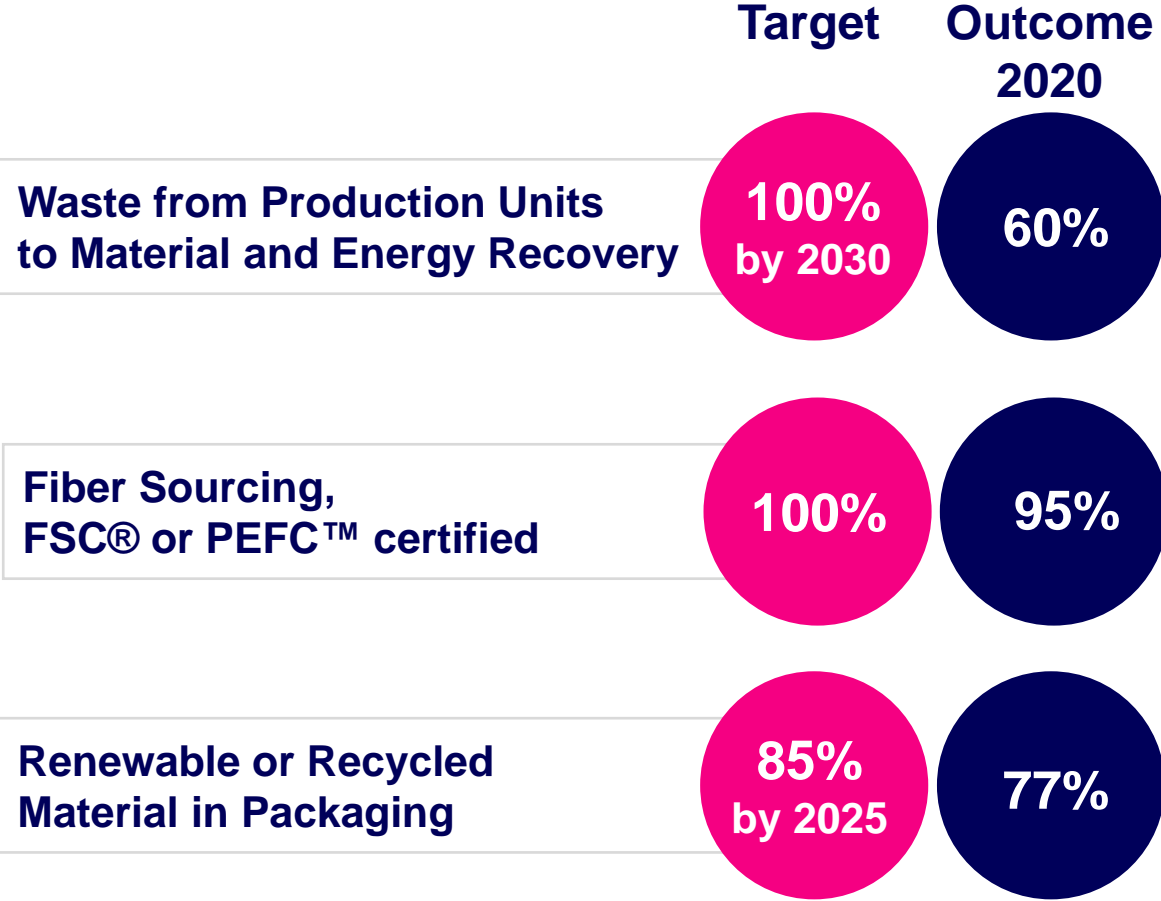 Target Outcome
2020
Waste from Production Units
to Material and Energy Recovery
100%
by 2030
60%
Fiber Sourcing,
FSC® or PEFC™ certified
100%
95%
Renewable or Recycled
Material in Packaging
85%
by 2025
77%